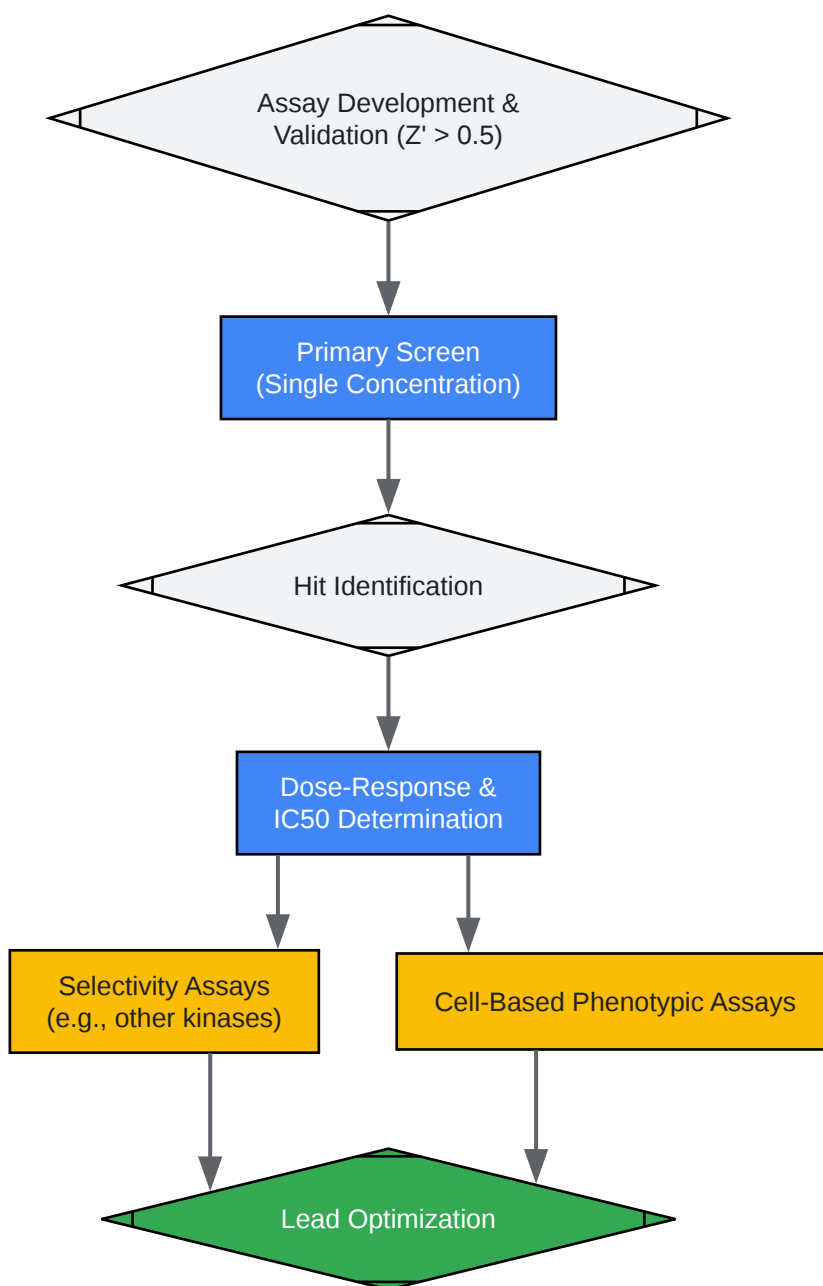 Assay Development &
Validation (Z' > 0.5)
Primary Screen
(Single Concentration)
Hit Identification
Dose-Response &
IC50 Determination
Selectivity Assays
(e.g., other kinases)
Cell-Based Phenotypic Assays
Lead Optimization